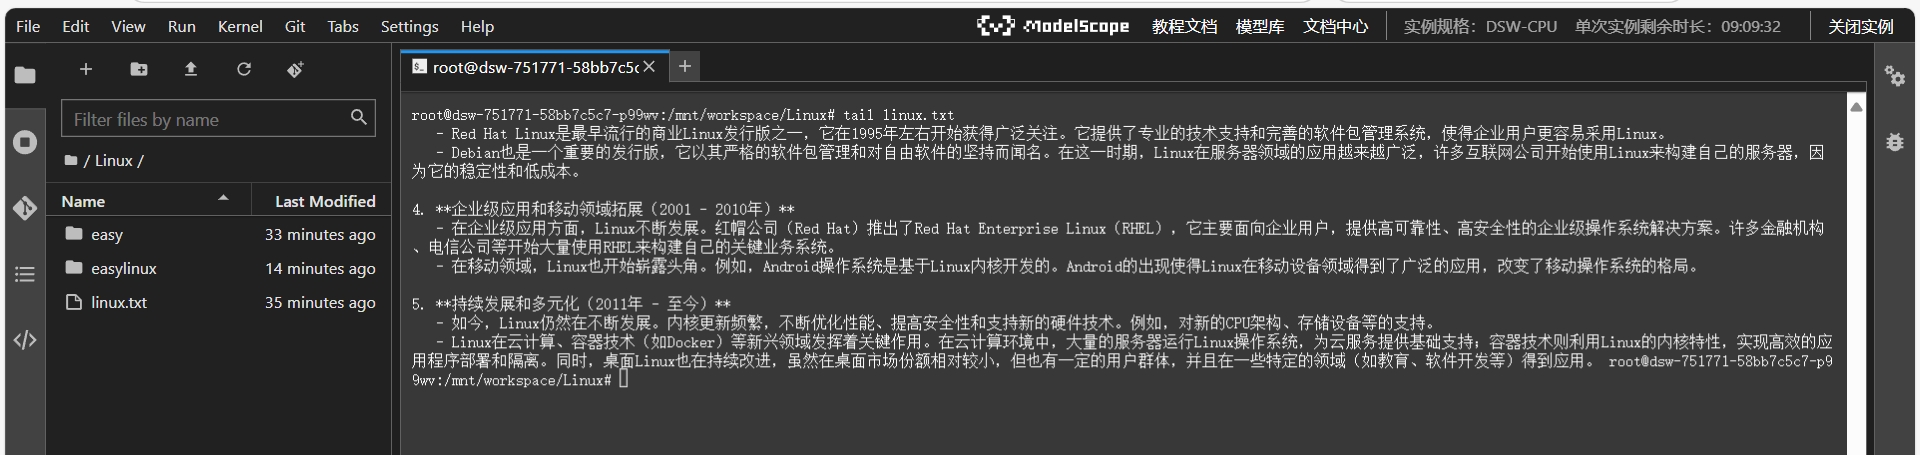 File Edit View Run Kernel Git Tabs Settings Help
ModelScope 教程文档 模型库 文档中心 实例规格：DSW-CPU 单次实例剩余时长：09:09:32 关闭实例
root@dsw-751771-58bb7c5c
Filter files by name
/ Linux /
Name Last Modified
easy 33 minutes ago
easylinux 14 minutes ago
linux.txt 35 minutes ago
root@dsw-751771-58bb7c5c7-p99wv:/mnt/workspace/Linux# tail linux.txt
- Red Hat Linux是最早流行的商业Linux发行版之一，它在1995年左右开始获得广泛关注。它提供了专业的技术支持和完善的软件包管理系统，使得企业用户更容易采用Linux。
- Debian也是一个重要的发行版，它以其严格的软件包管理和对自由软件的坚持而闻名。在这一时期，Linux在服务器领域的应用越来越广泛，许多互联网公司开始使用Linux来构建自己的服务器，因
为它的稳定性和低成本。
4. **企业级应用和移动领域拓展（2001 - 2010年）**
- 在企业级应用方面，Linux不断发展。红帽公司（Red Hat）推出了Red Hat Enterprise Linux（RHEL），它主要面向企业用户，提供高可靠性、高安全性的企业级操作系统解决方案。许多金融机构
、电信公司等开始大量使用RHEL来构建自己的关键业务系统。
- 在移动领域，Linux也开始崭露头角。例如，Android操作系统是基于Linux内核开发的。Android的出现使得Linux在移动设备领域得到了广泛的应用，改变了移动操作系统的格局。
5. **持续发展和多元化（2011年 - 至今）**
- 如今，Linux仍然在不断发展。内核更新频繁，不断优化性能、提高安全性和支持新的硬件技术。例如，对新的CPU架构、存储设备等的支持。
- Linux在云计算、容器技术（如Docker）等新兴领域发挥着关键作用。在云计算环境中，大量的服务器运行Linux操作系统，为云服务提供基础支持；容器技术则利用Linux的内核特性，实现高效的应
用程序部署和隔离。同时，桌面Linux也在持续改进，虽然在桌面市场份额相对较小，但也有一定的用户群体，并且在一些特定的领域（如教育、软件开发等）得到应用。 root@dsw-751771-58bb7c5c7-p9
9wv:/mnt/workspace/Linux#